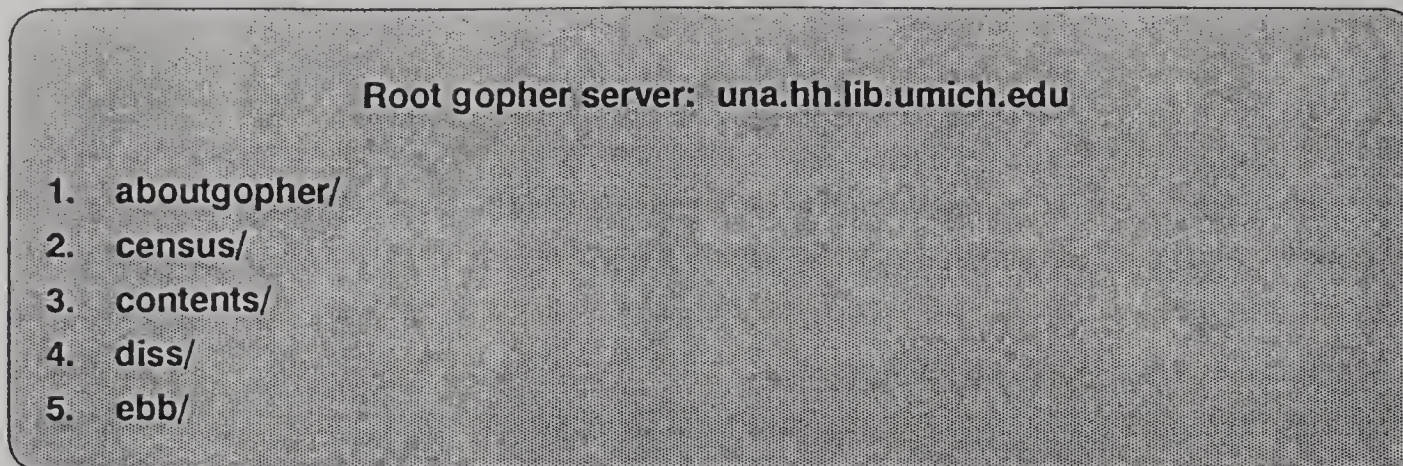 Root gopher server: una.hh.lib.umich.edu
1. aboutgopher/
2. census/
3. contents/
4. diss/
5. ebb/